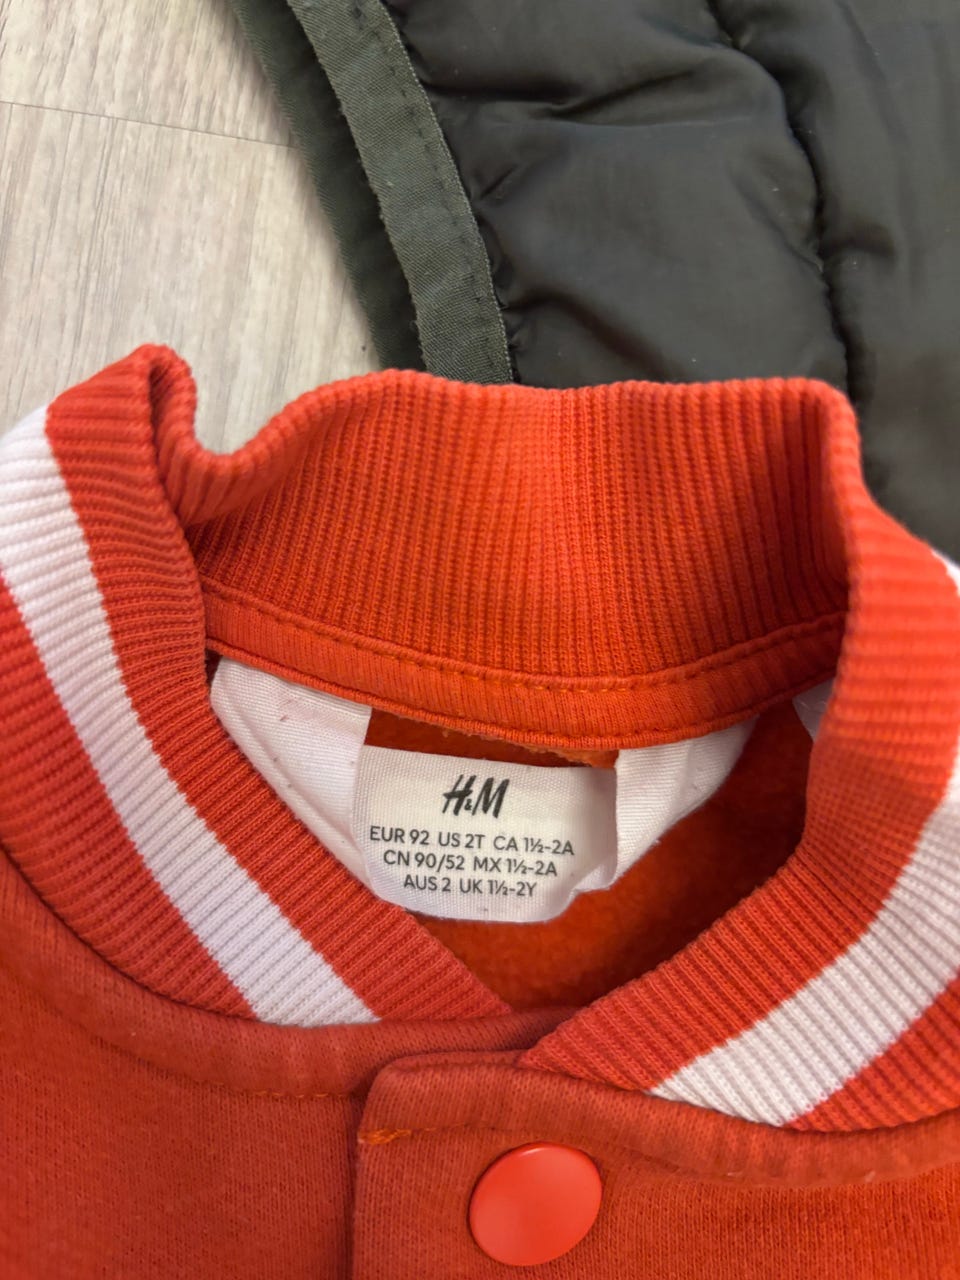 H&M
EUR 92 US 2T CA 1½-2A
CN 90/52 MX 1½-2A
AUS 2 UK 1½-2Y